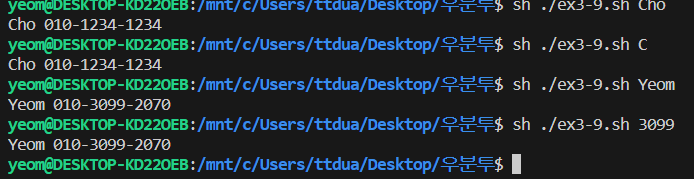 yeom@DESKTOP-KD22OEB:/mnt/c/Users/ttdua/Desktop/우분투$ sh ./ex3-9.sh Cho
Cho 010-1234-1234
yeom@DESKTOP-KD22OEB:/mnt/c/Users/ttdua/Desktop/우분투$ sh ./ex3-9.sh C
Cho 010-1234-1234
yeom@DESKTOP-KD22OEB:/mnt/c/Users/ttdua/Desktop/우분투$ sh ./ex3-9.sh Yeom
Yeom 010-3099-2070
yeom@DESKTOP-KD22OEB:/mnt/c/Users/ttdua/Desktop/우분투$ sh ./ex3-9.sh 3099
Yeom 010-3099-2070
yeom@DESKTOP-KD22OEB:/mnt/c/Users/ttdua/Desktop/우분투$